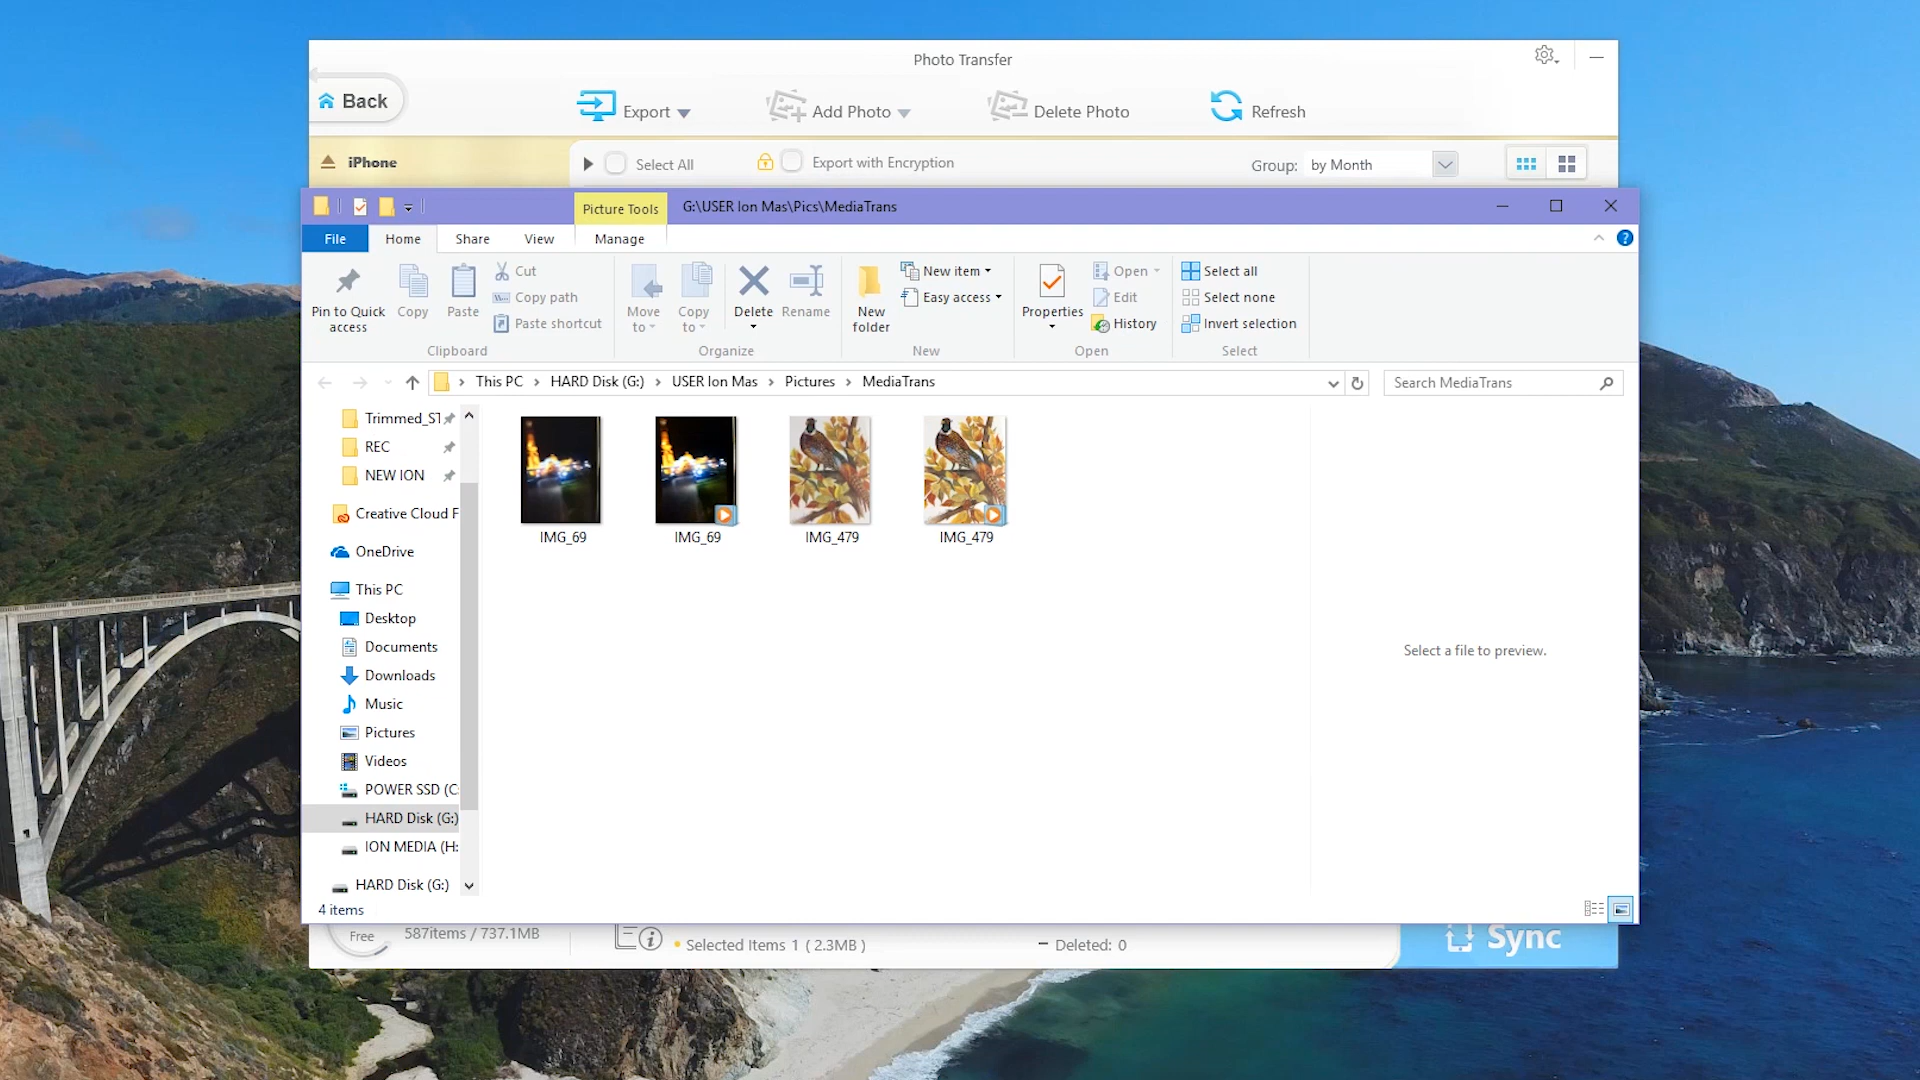 Photo Transfer
Back
Export
Add Photo
Delete Photo
Refresh
iPhone
Select All
Export with Encryption
Group: by Month
Picture Tools
G:\USER Ion Mas\Pics\MediaTrans
File
Home
Share
View
Manage
Pin to Quick access
Copy
Paste
Cut
Copy path
Paste shortcut
Clipboard
Move to
Copy to
Delete
Rename
Organize
New folder
New item
Easy access
New
Properties
Open
Edit
History
Open
Select all
Select none
Invert selection
Select
This PC
HARD Disk (G:)
USER Ion Mas
Pictures
MediaTrans
Search MediaTrans
Trimmed_ST
REC
NEW ION
Creative Cloud F
OneDrive
This PC
Desktop
Documents
Downloads
Music
Pictures
Videos
POWER SSD (C:
HARD Disk (G:)
ION MEDIA (H:
HARD Disk (G:)
IMG_69
IMG_69
IMG_479
IMG_479
Select a file to preview.
4 items
Free
587items / 737.1MB
Selected Items 1 ( 2.3MB )
Deleted: 0
Sync